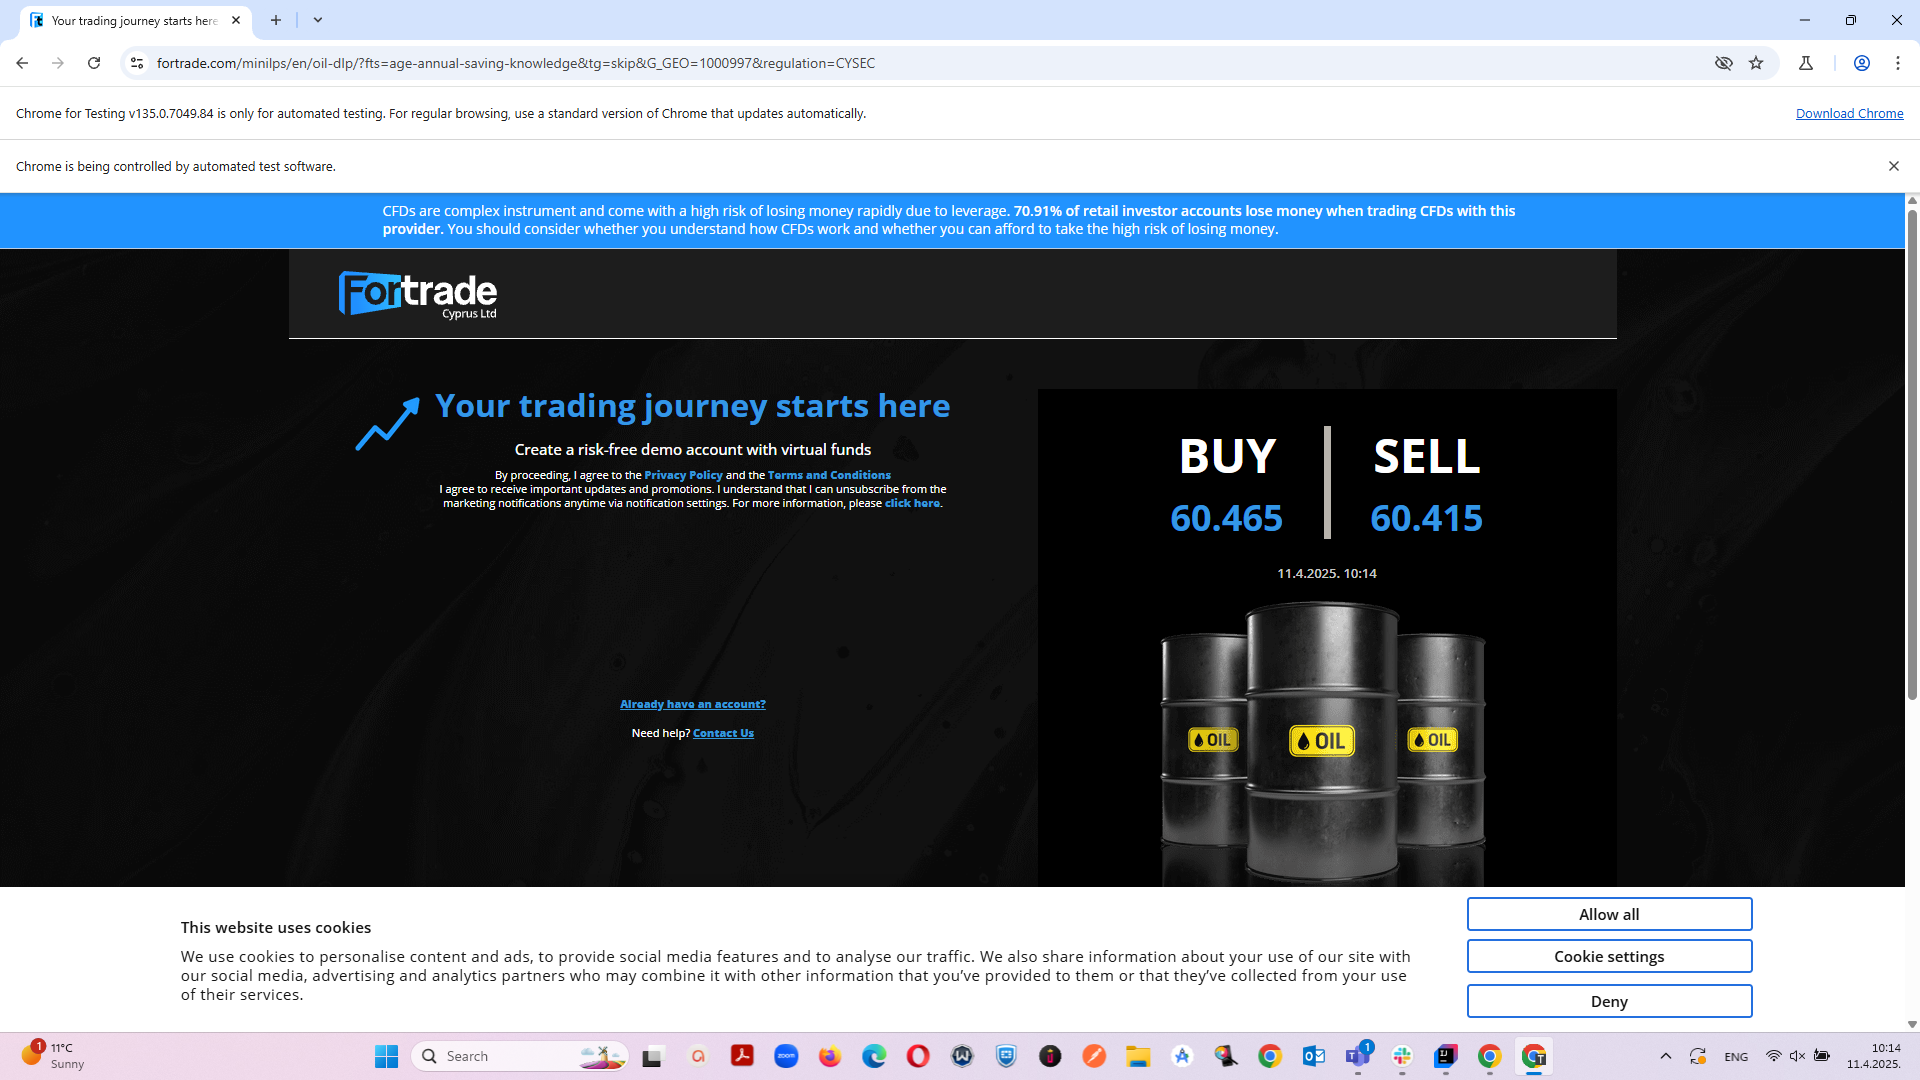 Your trading journey starts here
fortrade.com/minilps/en/oil-dlp/?fts=age-annual-saving-knowledge&tg=skip&G_GEO=1000997&regulation=CYSEC
Chrome for Testing v135.0.7049.84 is only for automated testing. For regular browsing, use a standard version of Chrome that updates automatically.
Download Chrome
Chrome is being controlled by automated test software.
CFDs are complex instrument and come with a high risk of losing money rapidly due to leverage. 70.91% of retail investor accounts lose money when trading CFDs with this
provider. You should consider whether you understand how CFDs work and whether you can afford to take the high risk of losing money.
Fortrade
Cyprus Ltd
Your trading journey starts here
Create a risk-free demo account with virtual funds
By proceeding, I agree to the Privacy Policy and the Terms and Conditions
I agree to receive important updates and promotions. I understand that I can unsubscribe from the
marketing notifications anytime via notification settings. For more information, please click here.
Already have an account?
Need help? Contact Us
BUY
SELL
60.465
60.415
11.4.2025. 10:14
OIL
OIL
OIL
This website uses cookies
We use cookies to personalise content and ads, to provide social media features and to analyse our traffic. We also share information about your use of our site with
our social media, advertising and analytics partners who may combine it with other information that you've provided to them or that they've collected from your use
of their services.
Allow all
Cookie settings
Deny
1
11°C
Sunny
Search
zoom
1
ENG
10:14
11.4.2025.